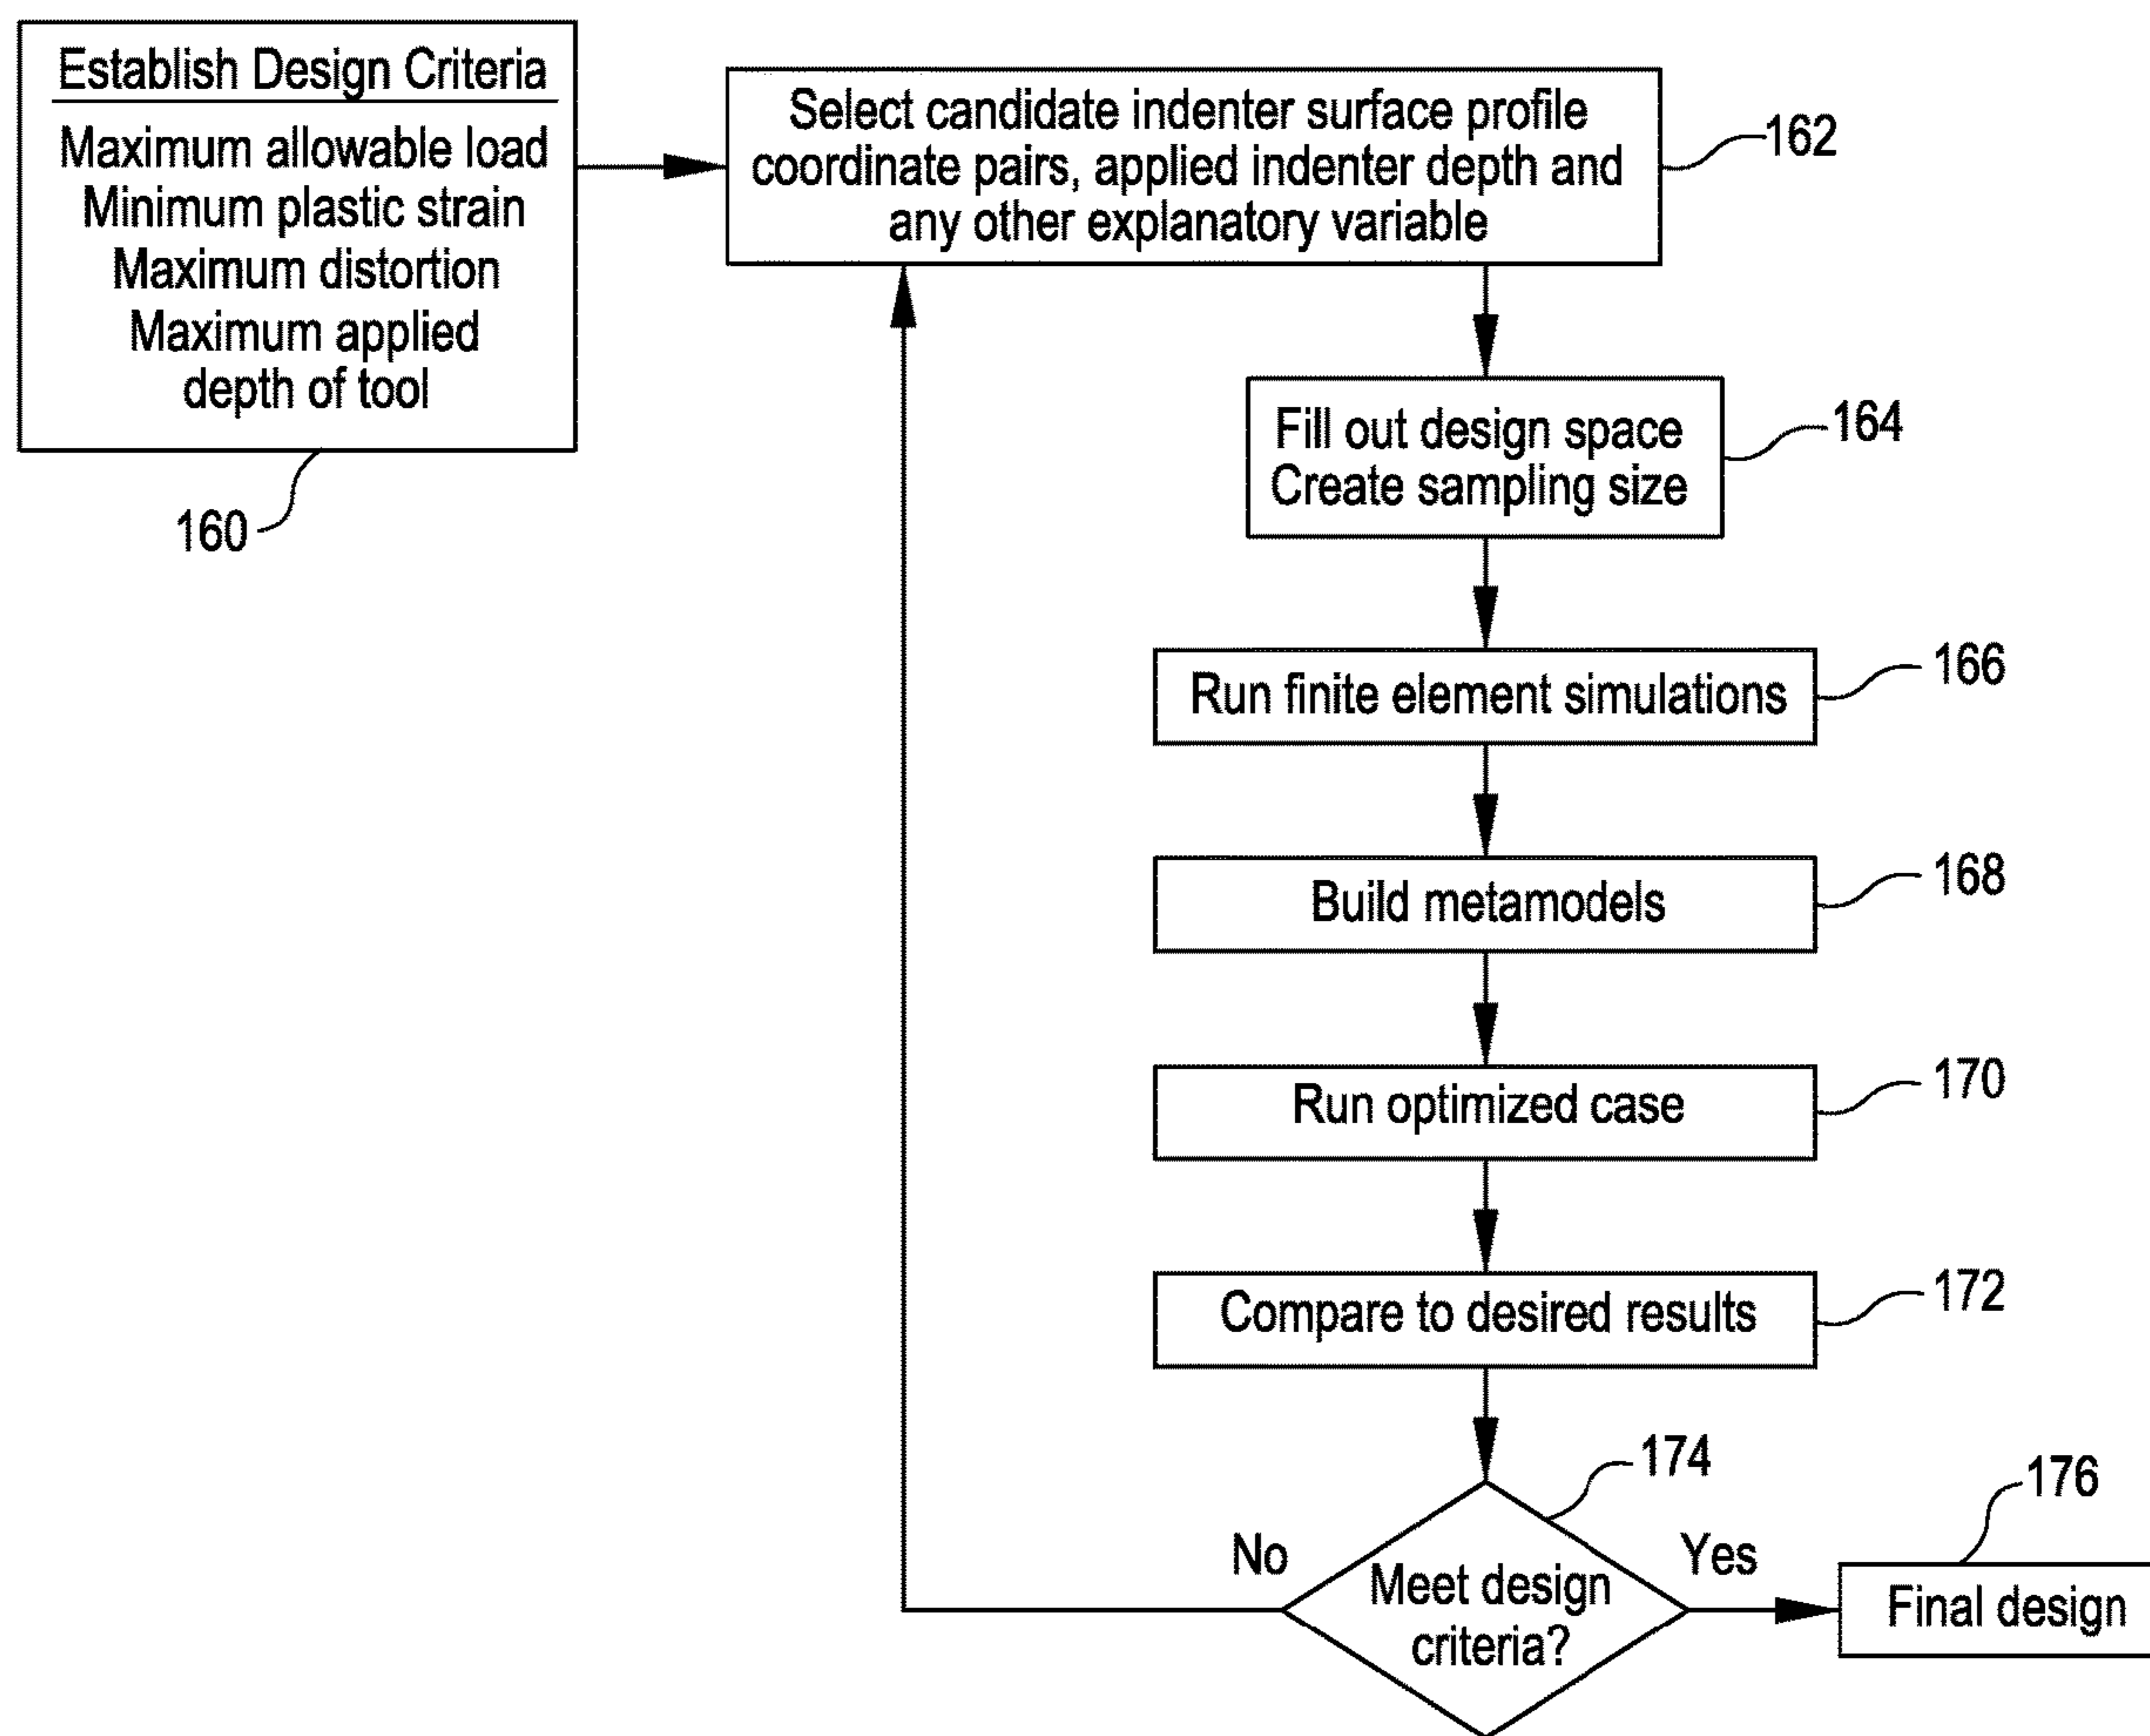 Establish Design Criteria
Maximum allowable load
Minimum plastic strain
Maximum distortion
Maximum applied
depth of tool
160
Select candidate indenter surface profile
coordinate pairs, applied indenter depth and
any other explanatory variable
162
Fill out design space
Create sampling size
164
Run finite element simulations
166
Build metamodels
168
Run optimized case
170
Compare to desired results
172
174
Meet design
criteria?
No
Yes
176
Final design